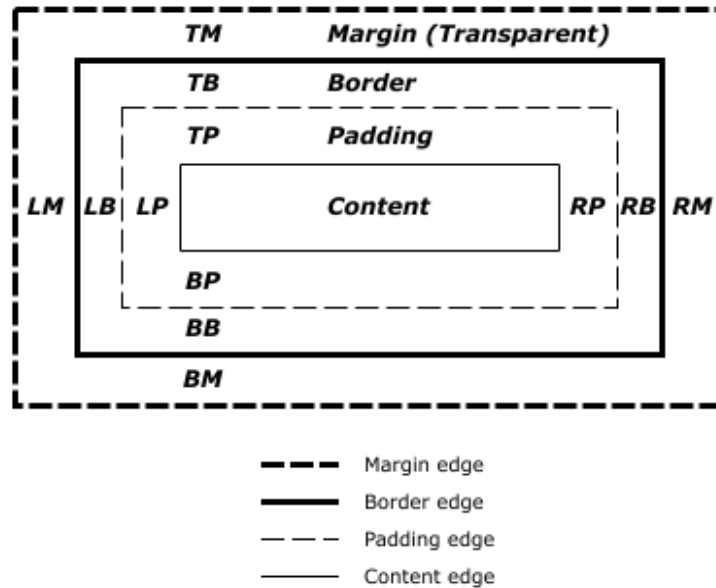 TM Margin (Transparent)
TB Border
TP Padding
LM LB LP Content RP RB RM
BP
BB
BM
Margin edge
Border edge
Padding edge
Content edge